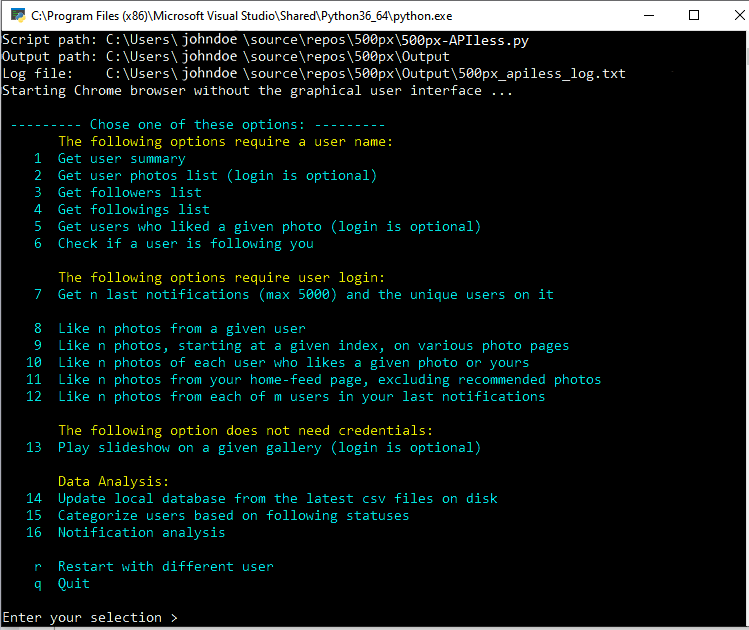 C:\Program Files (x86)\Microsoft Visual Studio\Shared\Python36_64\python.exe
Script path: C:\Users\ johndoe \source\repos\500px\500px-APIless.py
Output path: C:\Users\ johndoe \source\repos\500px\Output
Log file: C:\Users\ johndoe \source\repos\500px\Output\500px_apiless_log.txt
Starting Chrome browser without the graphical user interface ...
--------- Chose one of these options: ---------
The following options require a user name:
1 Get user summary
2 Get user photos list (login is optional)
3 Get followers list
4 Get followings list
5 Get users who liked a given photo (login is optional)
6 Check if a user is following you
The following options require user login:
7 Get n last notifications (max 5000) and the unique users on it
8 Like n photos from a given user
9 Like n photos, starting at a given index, on various photo pages
10 Like n photos of each user who likes a given photo or yours
11 Like n photos from your home-feed page, excluding recommended photos
12 Like n photos from each of m users in your last notifications
The following option does not need credentials:
13 Play slideshow on a given gallery (login is optional)
Data Analysis:
14 Update local database from the latest csv files on disk
15 Categorize users based on following statuses
16 Notification analysis
r Restart with different user
q Quit
Enter your selection >